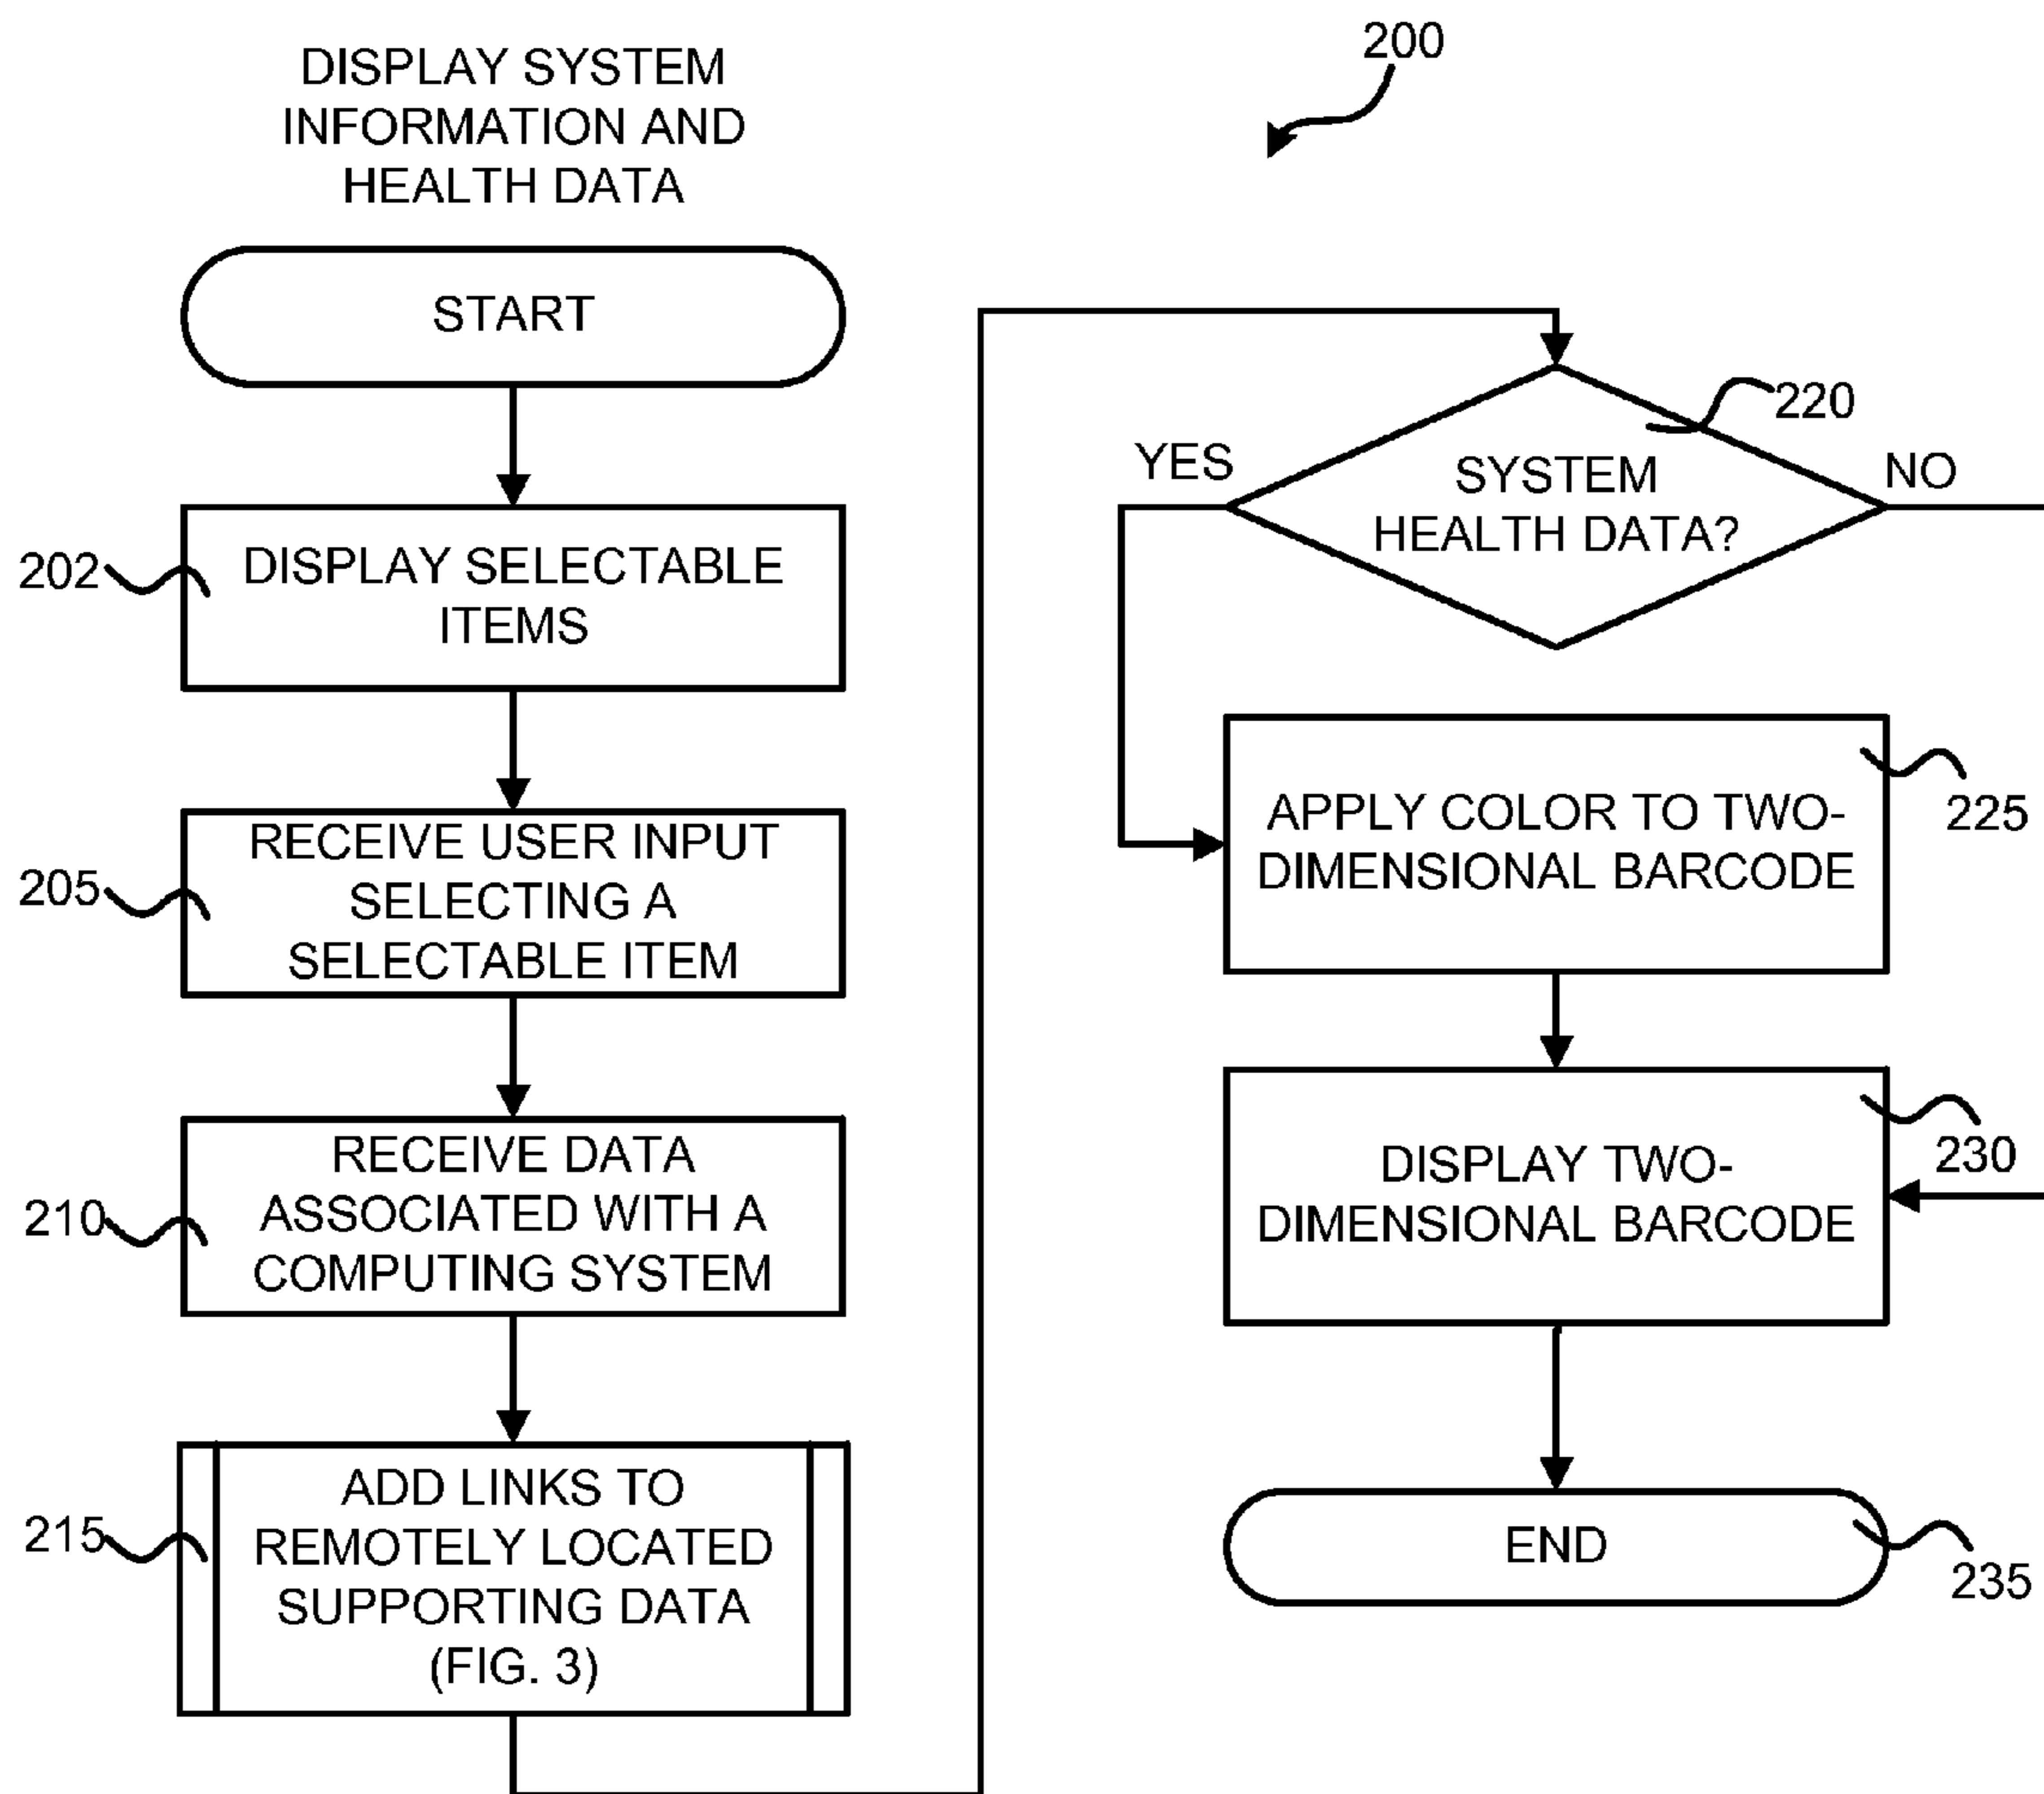 DISPLAY SYSTEM
INFORMATION AND
HEALTH DATA
START
202
DISPLAY SELECTABLE
ITEMS
205
RECEIVE USER INPUT
SELECTING A
SELECTABLE ITEM
210
RECEIVE DATA
ASSOCIATED WITH A
COMPUTING SYSTEM
215
ADD LINKS TO
REMOTELY LOCATED
SUPPORTING DATA
(FIG. 3)
200
220
YES
SYSTEM
HEALTH DATA?
NO
225
APPLY COLOR TO TWO-
DIMENSIONAL BARCODE
230
DISPLAY TWO-
DIMENSIONAL BARCODE
END
235